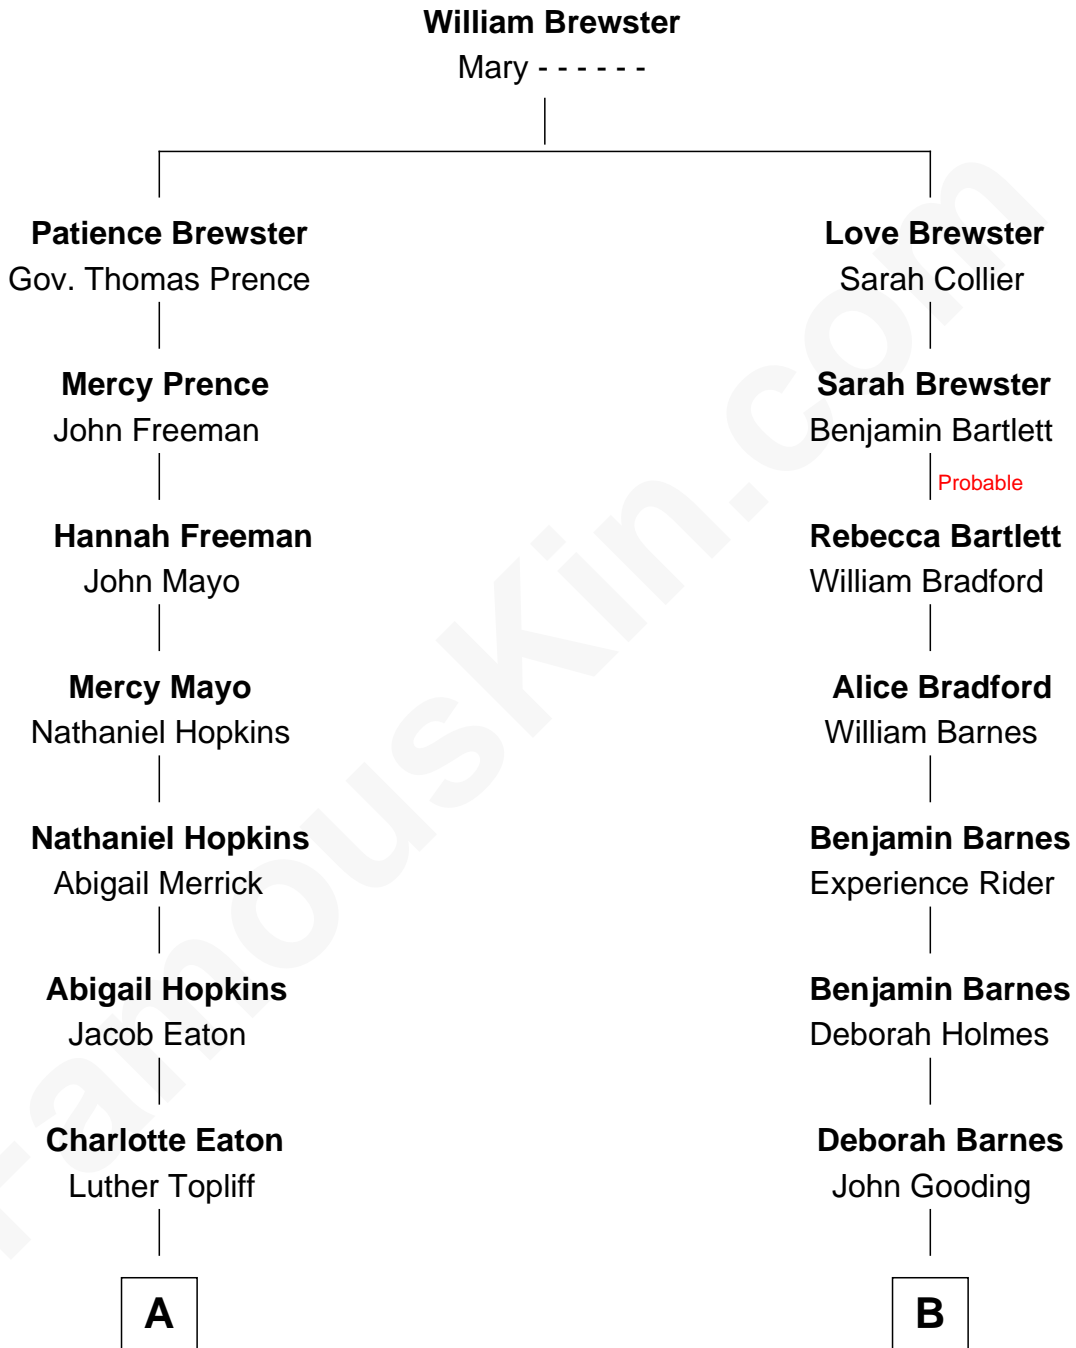 William Brewster
Mary - - - - - -
Patience Brewster
Gov. Thomas Prence
Love Brewster
Sarah Collier
Mercy Prence
John Freeman
Sarah Brewster
Benjamin Bartlett
Probable
Hannah Freeman
John Mayo
Rebecca Bartlett
William Bradford
Mercy Mayo
Nathaniel Hopkins
Alice Bradford
William Barnes
Nathaniel Hopkins
Abigail Merrick
Benjamin Barnes
Experience Rider
Abigail Hopkins
Jacob Eaton
Benjamin Barnes
Deborah Holmes
Charlotte Eaton
Luther Topliff
Deborah Barnes
John Gooding
A
B
FamousKin.com